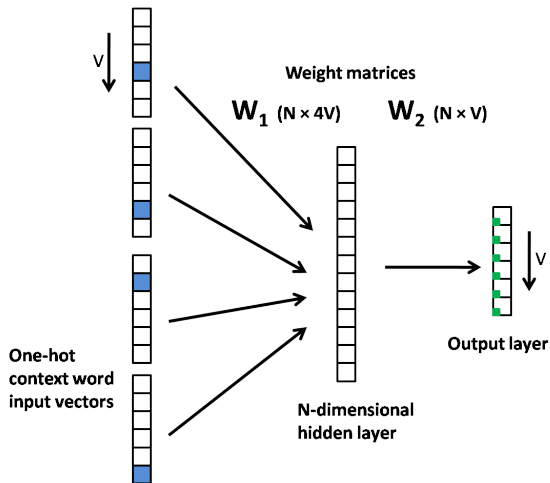 V
Weight matrices
W1 (N × 4V)
W2 (N × V)
V
Output layer
One-hot
context word
input vectors
N-dimensional
hidden layer